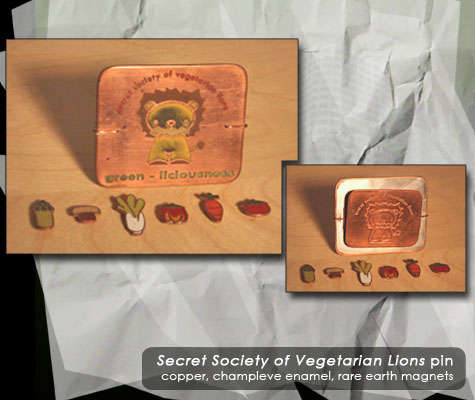 secret society of vegetarian lions
green - liciousness
Secret Society of Vegetarian Lions pin
copper, champleve enamel, rare earth magnets